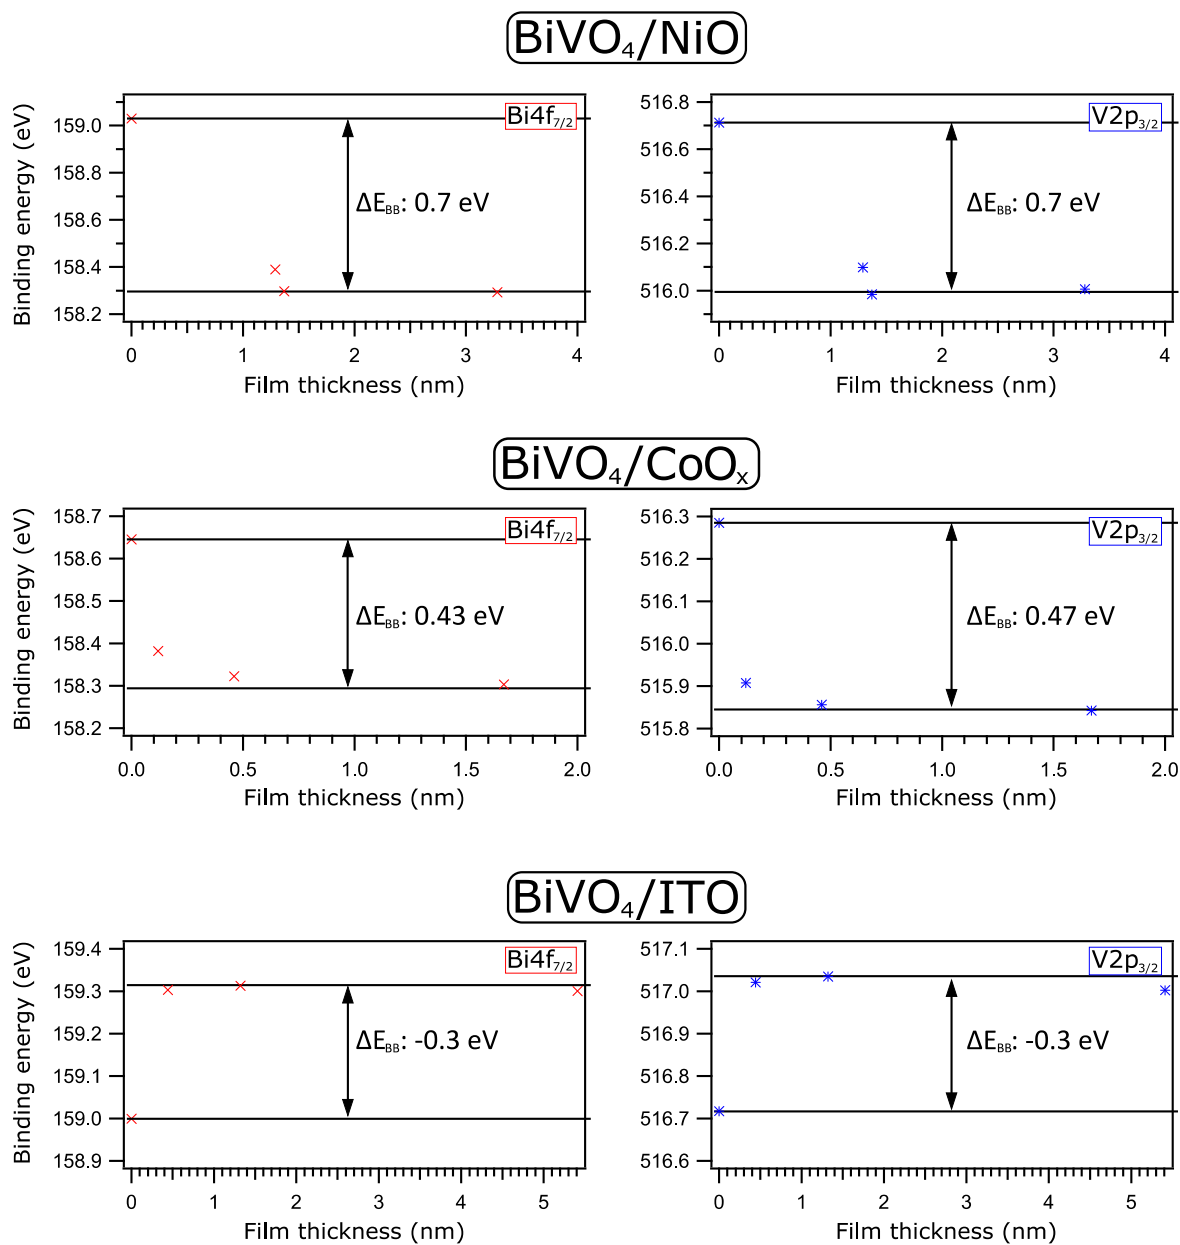 BiVO₄/NiO
Binding energy (eV)
159.0
158.8
158.6
158.4
158.2
Bi4f₇/₂
ΔE_BB: 0.7 eV
0 1 2 3 4
Film thickness (nm)
516.8
516.6
516.4
516.2
516.0
V2p₃/₂
ΔE_BB: 0.7 eV
0 1 2 3 4
Film thickness (nm)
BiVO₄/CoOₓ
Binding energy (eV)
158.7
158.6
158.5
158.4
158.3
158.2
Bi4f₇/₂
ΔE_BB: 0.43 eV
0.0 0.5 1.0 1.5 2.0
Film thickness (nm)
516.3
516.2
516.1
516.0
515.9
515.8
V2p₃/₂
ΔE_BB: 0.47 eV
0.0 0.5 1.0 1.5 2.0
Film thickness (nm)
BiVO₄/ITO
Binding energy (eV)
159.4
159.3
159.2
159.1
159.0
158.9
Bi4f₇/₂
ΔE_BB: -0.3 eV
0 1 2 3 4 5
Film thickness (nm)
517.1
517.0
516.9
516.8
516.7
516.6
V2p₃/₂
ΔE_BB: -0.3 eV
0 1 2 3 4 5
Film thickness (nm)